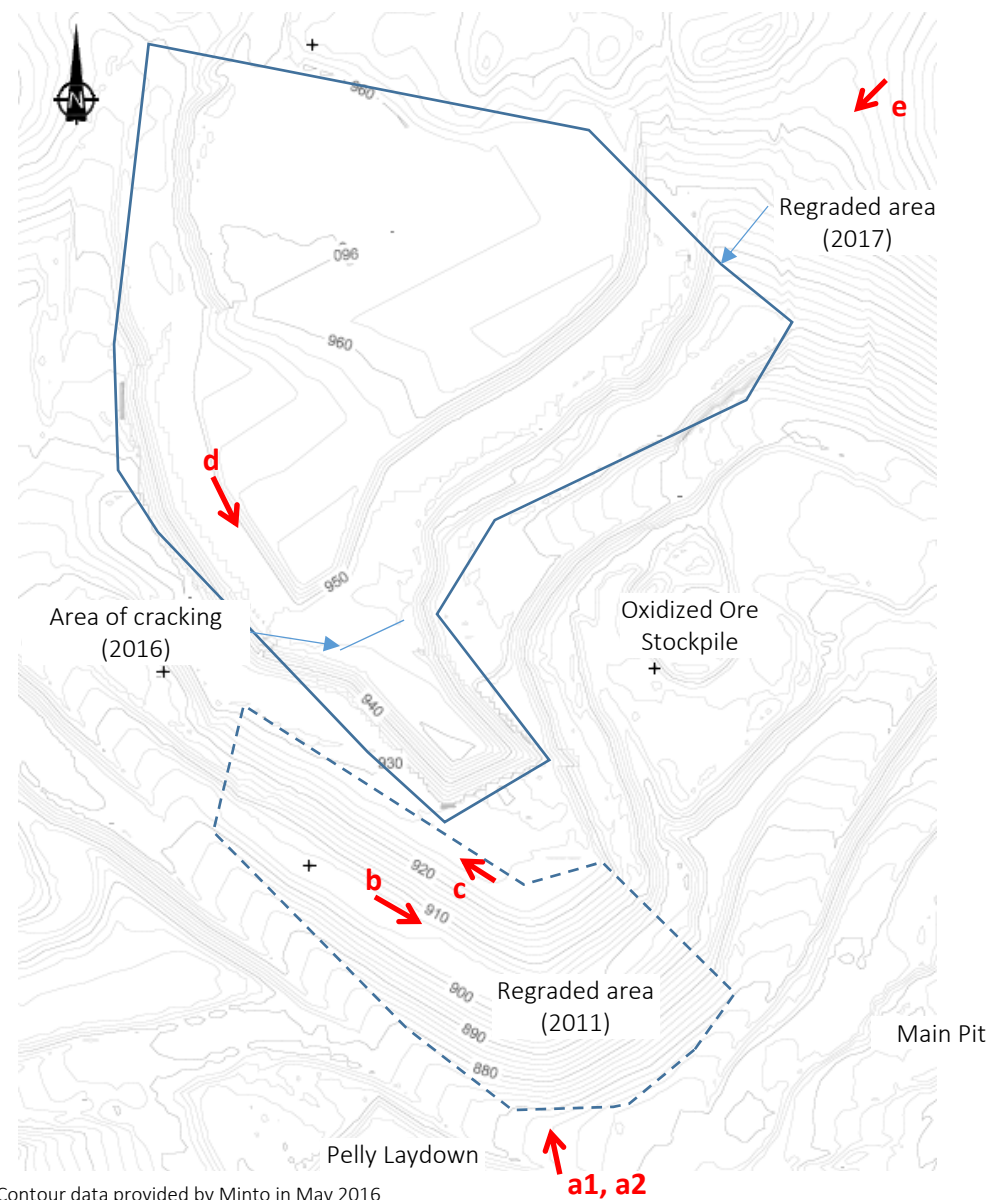 N
e
960
Regraded area
(2017)
960
960
d
950
Area of cracking
(2016)
Oxidized Ore
Stockpile
940
930
920
b
c
910
900
Regraded area
(2011)
890
Main Pit
880
Pelly Laydown
a1, a2
Contour data provided by Minto in May 2016